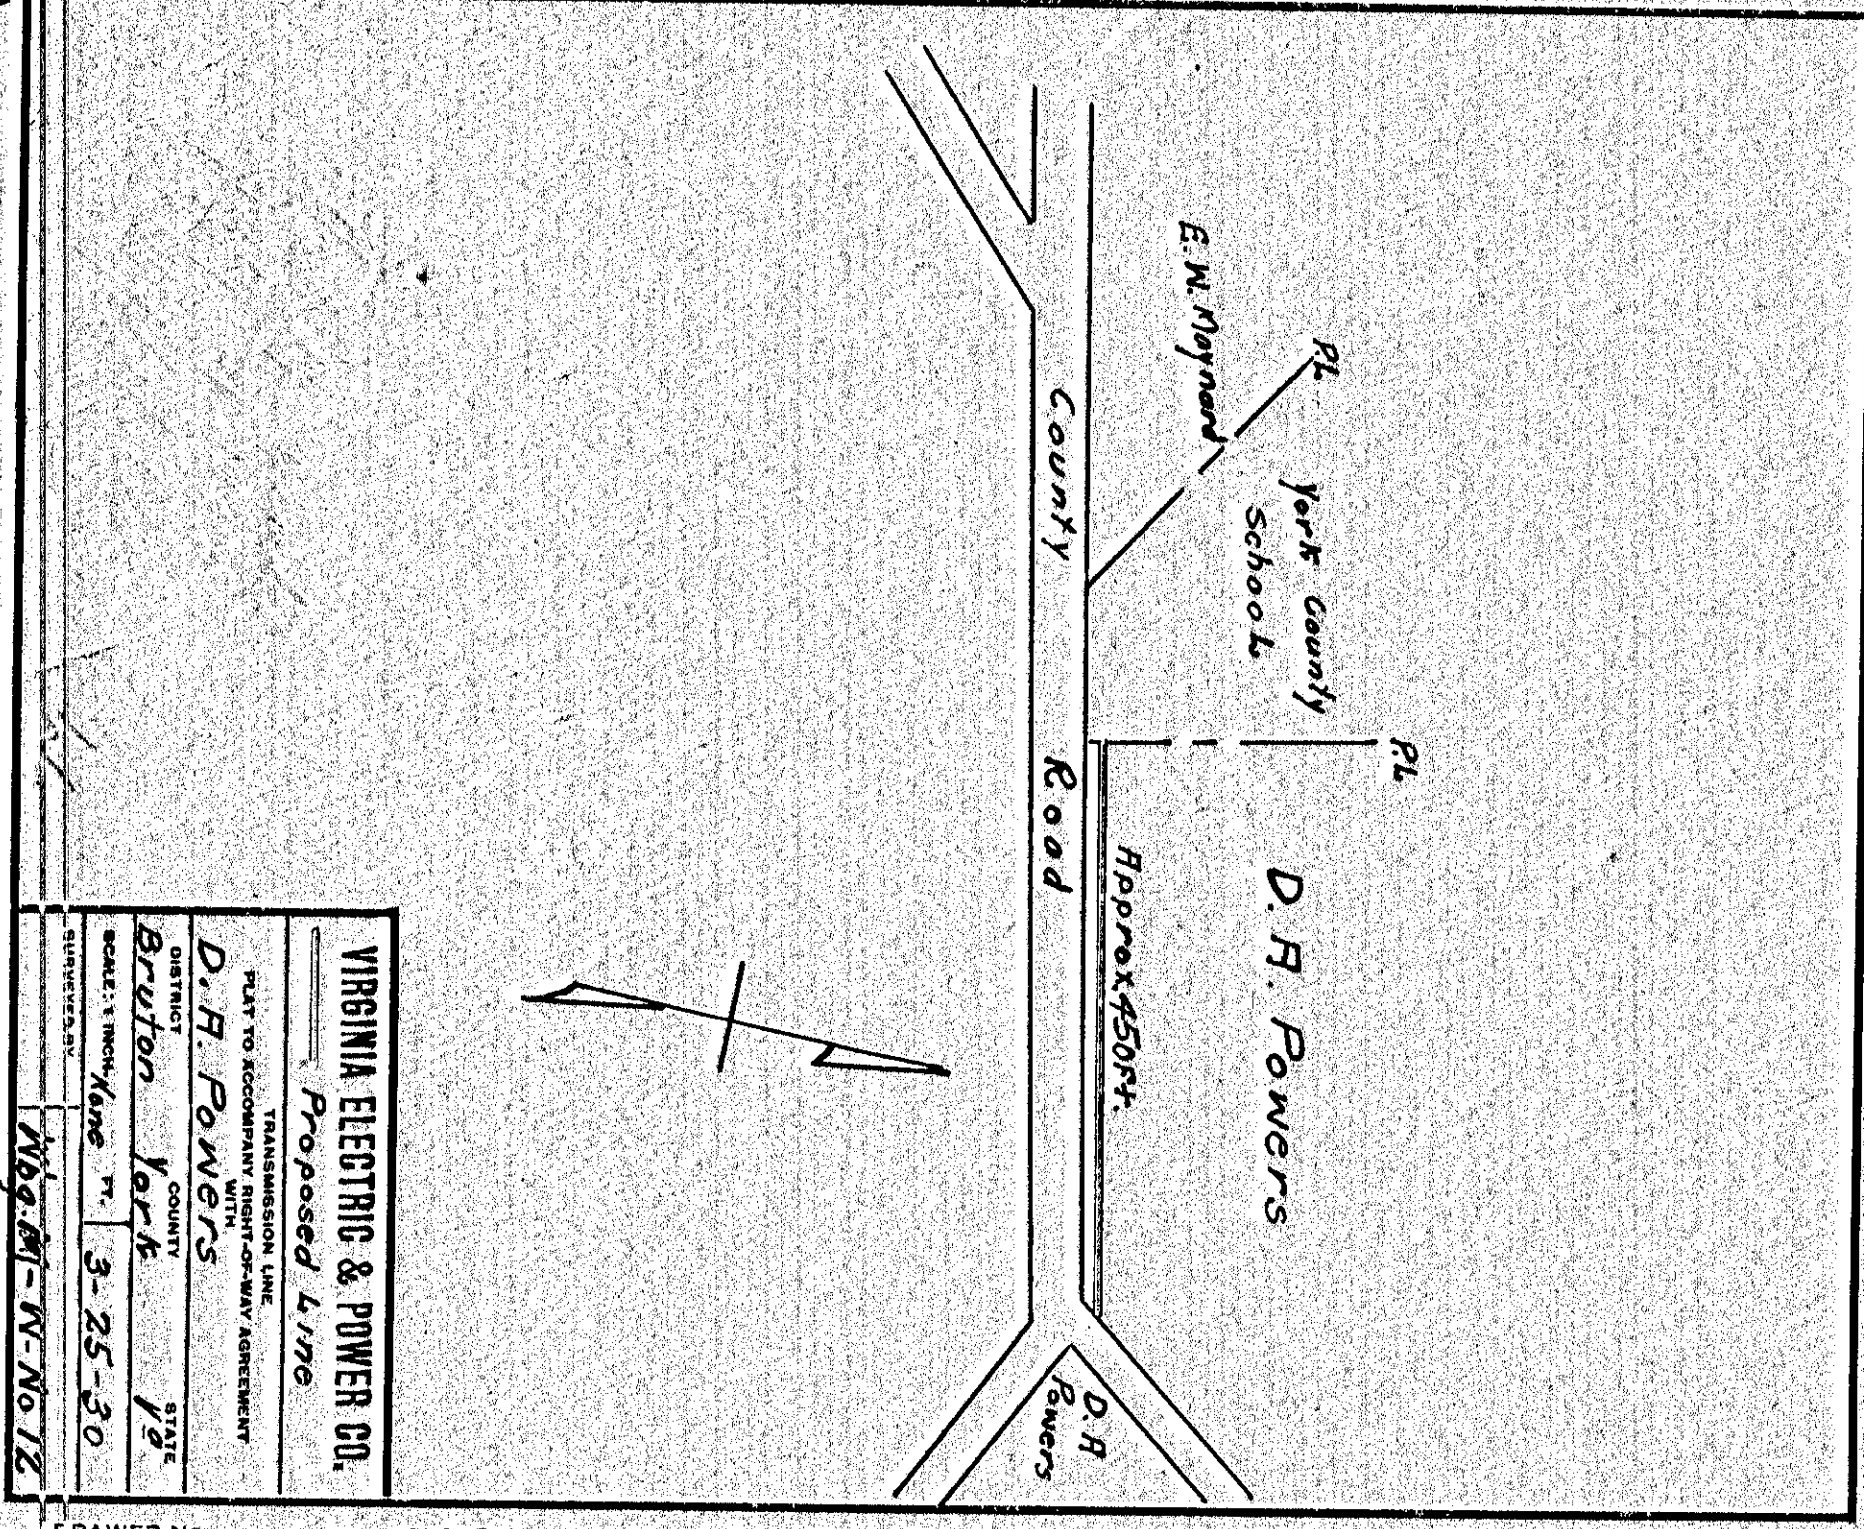 P.L
P.L
York County
School
E.W. Maynard
D. A. Powers
Approx. 450 Ft.
County Road
D. A
Powers
VIRGINIA ELECTRIC & POWER CO.
Proposed Line
TRANSMISSION LINE
PLAT TO ACCOMPANY RIGHT-OF-WAY AGREEMENT
WITH
D. A. Powers
DISTRICT COUNTY STATE
Bruton York Va
SCALE: 1 INCH None FT. 3-25-30
SURVEYED BY
W-No 12